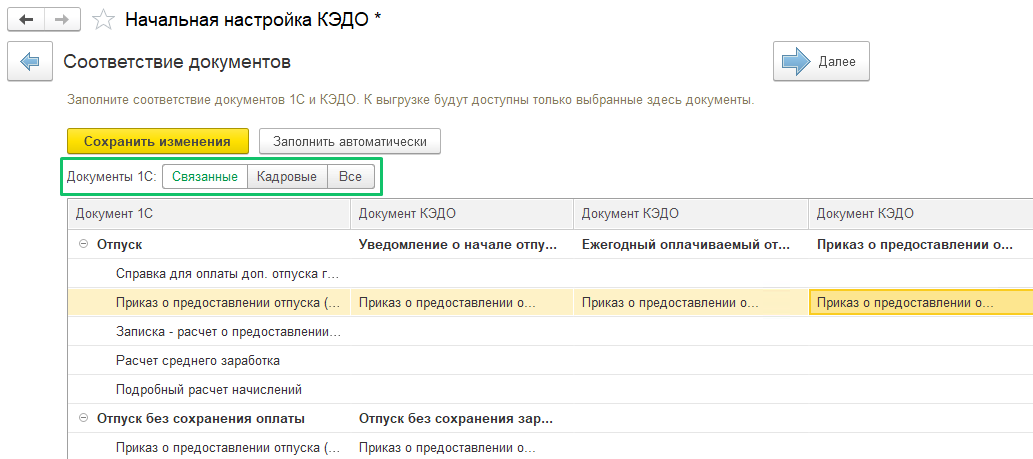 Начальная настройка КЭДО *
Соответствие документов
Далее
Заполните соответствие документов 1С и КЭДО. К выгрузке будут доступны только выбранные здесь документы.
Сохранить изменения Заполнить автоматически
Документы 1С: Связанные Кадровые Все
Документ 1С Документ КЭДО Документ КЭДО Документ КЭДО
Отпуск Уведомление о начале отпу... Ежегодный оплачиваемый от... Приказ о предоставлении о...
Справка для оплаты доп. отпуска г...
Приказ о предоставлении отпуска (... Приказ о предоставлении о... Приказ о предоставлении о... Приказ о предоставлении о...
Записка - расчет о предоставлении...
Расчет среднего заработка
Подробный расчет начислений
Отпуск без сохранения оплаты Отпуск без сохранения зар...
Приказ о предоставлении отпуска (... Приказ о предоставлении о...